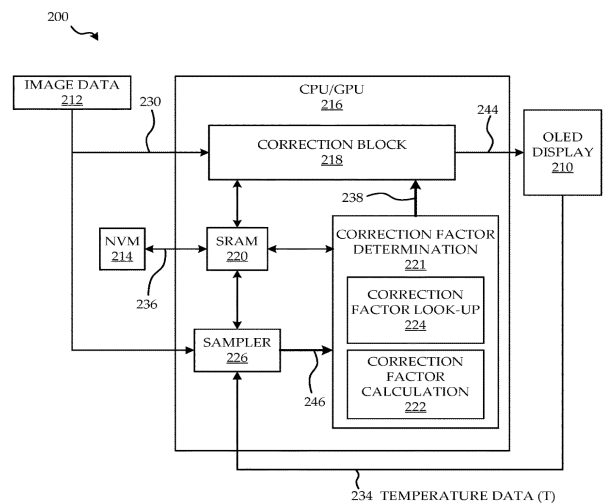 200
IMAGE DATA
212
230
CPU/GPU
216
CORRECTION BLOCK
218
244
OLED
DISPLAY
210
238
NVM
214
236
SRAM
220
CORRECTION FACTOR
DETERMINATION
221
CORRECTION
FACTOR LOOK-UP
224
SAMPLER
226
246
CORRECTION
FACTOR
CALCULATION
222
234 TEMPERATURE DATA (T)